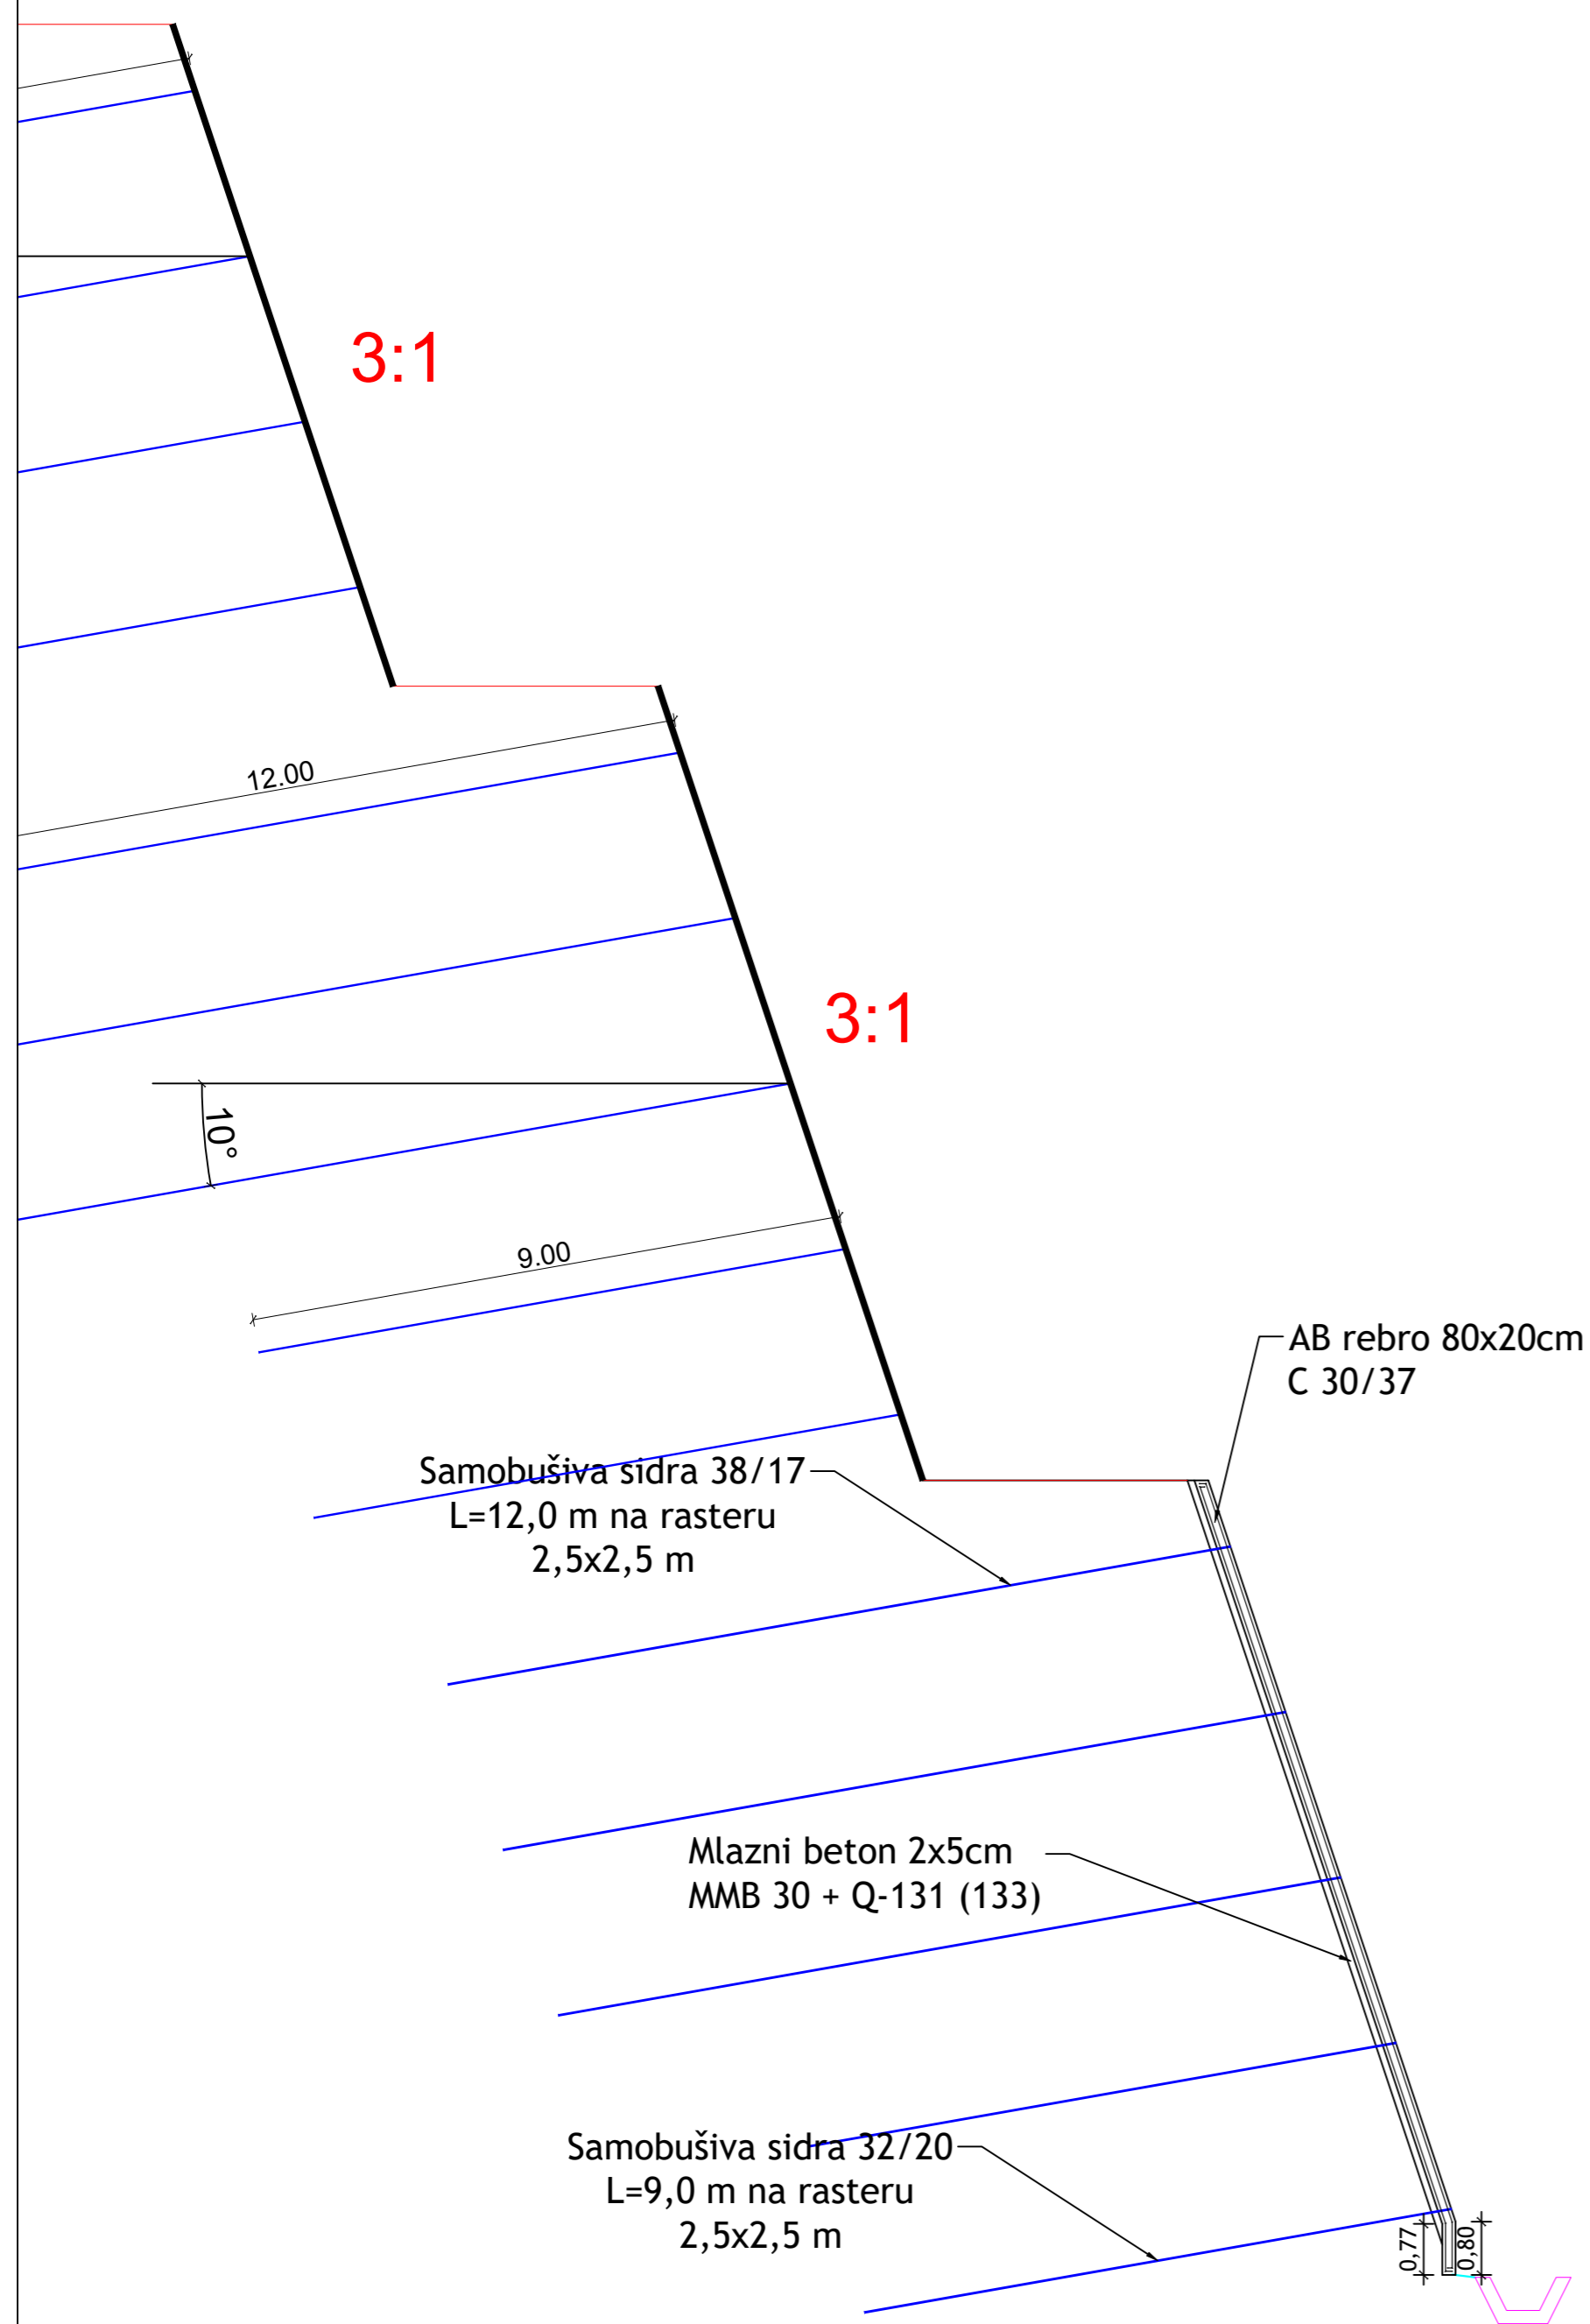 3:1
12.00
3:1
10°
9.00
AB rebro 80x20cm
C 30/37
Samobušiva sidra 38/17
L=12,0 m na rasteru
2,5x2,5 m
Mlazni beton 2x5cm
MMB 30 + Q-131 (133)
Samobušiva sidra 32/20
L=9,0 m na rasteru
2,5x2,5 m
0,77
0,80